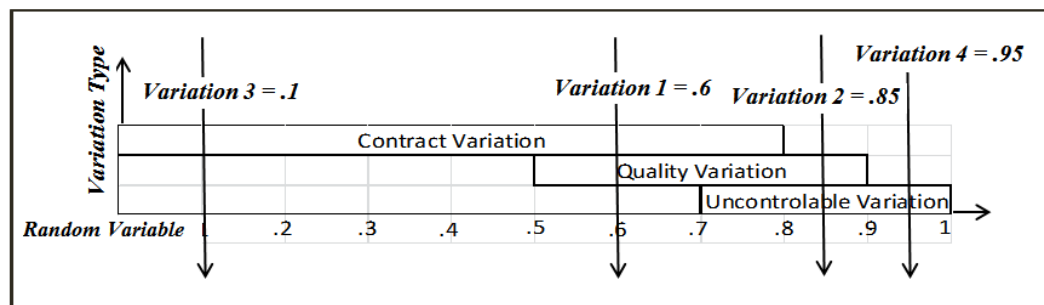 Variation Type
Variation 3 = .1
Variation 1 = .6
Variation 2 = .85
Variation 4 = .95
Contract Variation
Quality Variation
Uncontrolable Variation
Random Variable
.2 .3 .4 .5 .6 .7 .8 .9 1